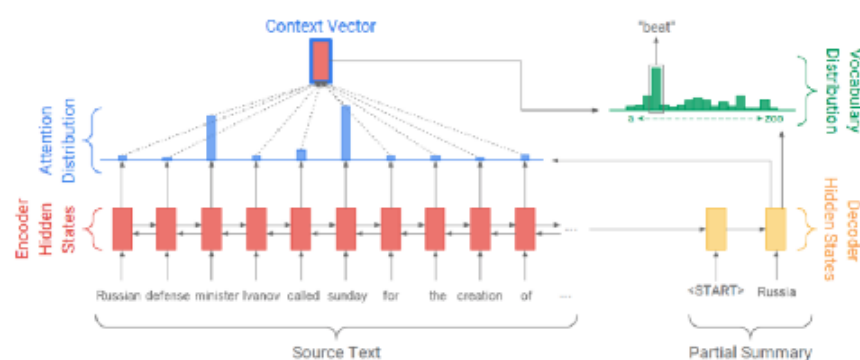 Context Vector
"beat"
Attention
Distribution
Vocabulary
Distribution
a
zoo
Encoder
Hidden
States
Decoder
Hidden States
...
Russian defense minister Ivanov called sunday for the creation of ...
<START> Russia
Source Text
Partial Summary